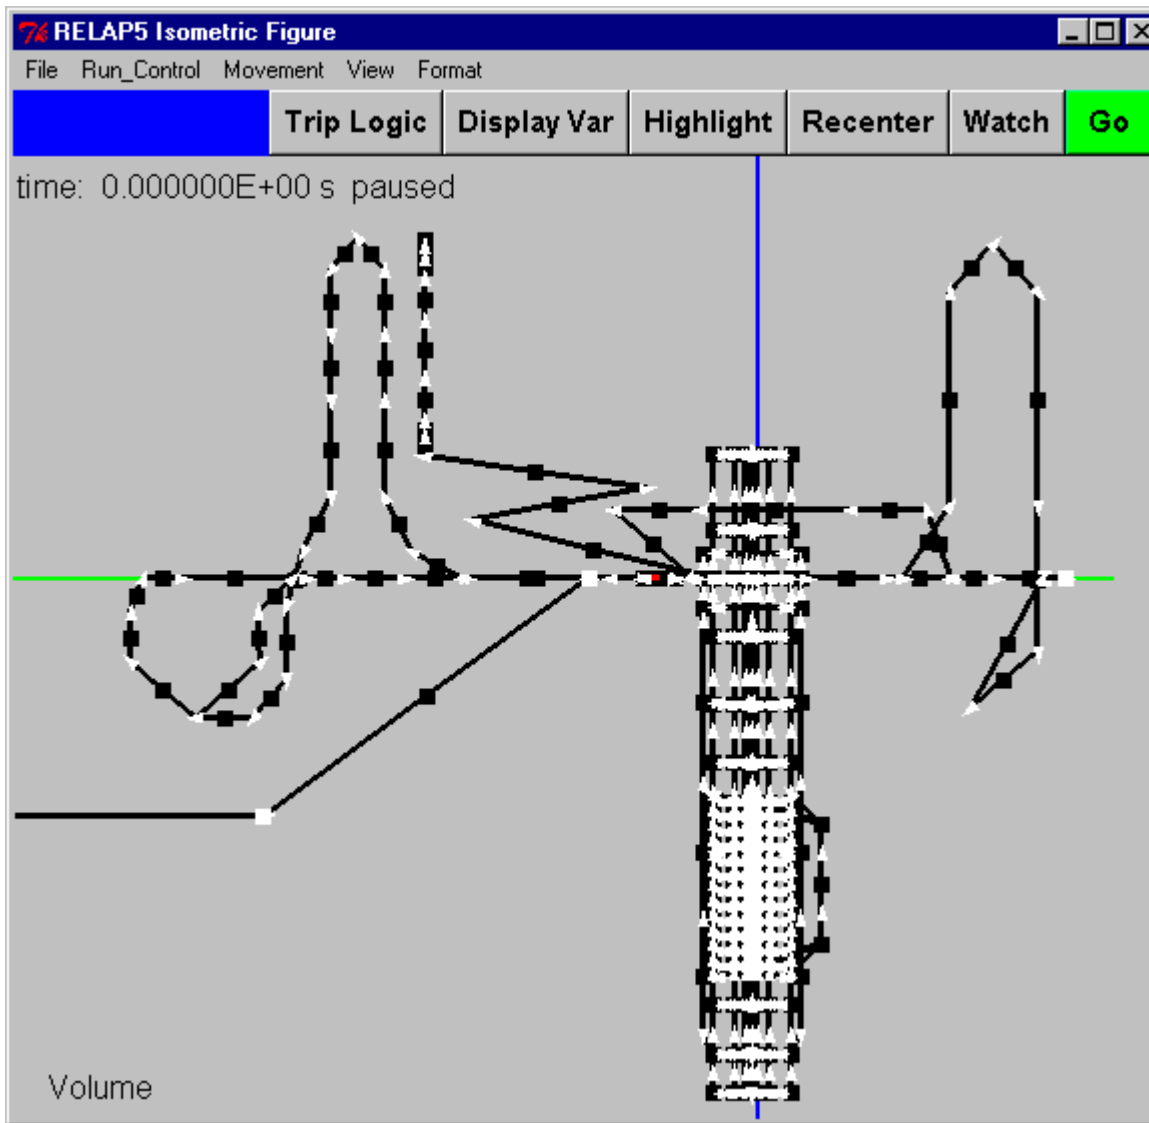 RELAP5 Isometric Figure
File Run_Control Movement View Format
Trip Logic Display Var Highlight Recenter Watch Go
time: 0.000000E+00 s paused
Volume